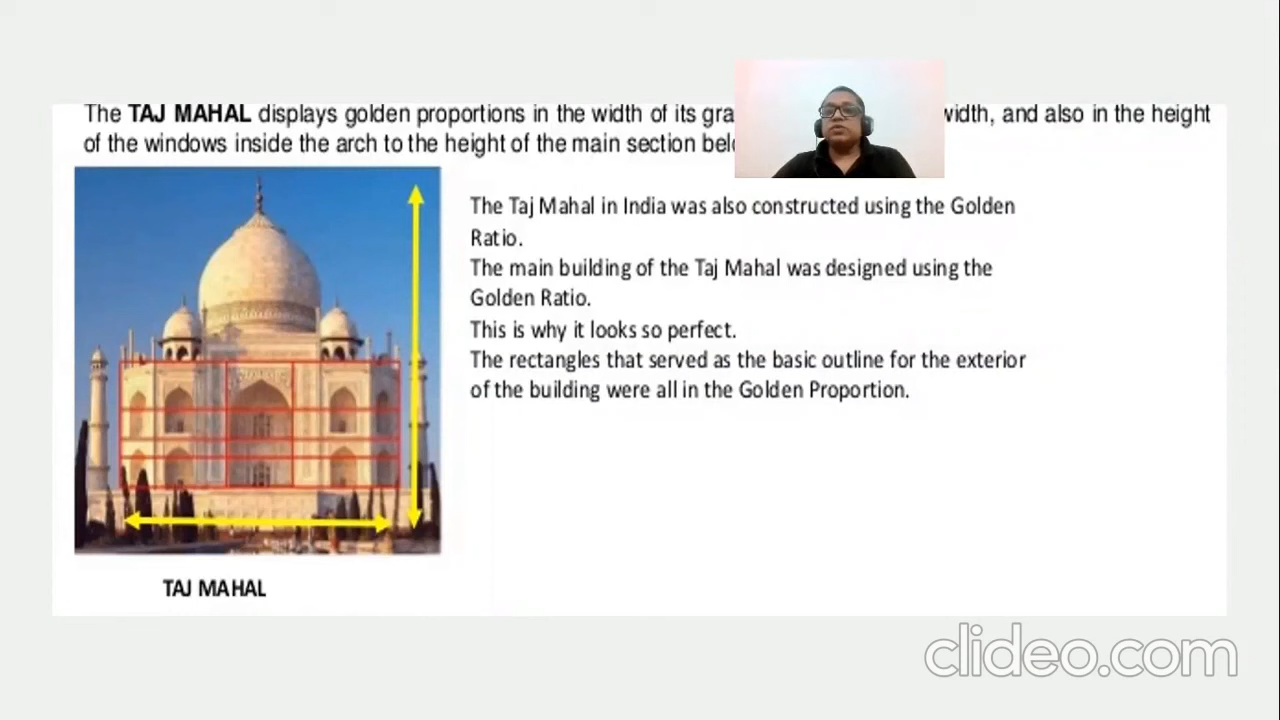 The TAJ MAHAL displays golden proportions in the width of its width, and also in the height
of the windows inside the arch to the height of the main section
The Taj Mahal in India was also constructed using the Golden
Ratio.
The main building of the Taj Mahal was designed using the
Golden Ratio.
This is why it looks so perfect.
The rectangles that served as the basic outline for the exterior
of the building were all in the Golden Proportion.
TAJ MAHAL
clideo.com